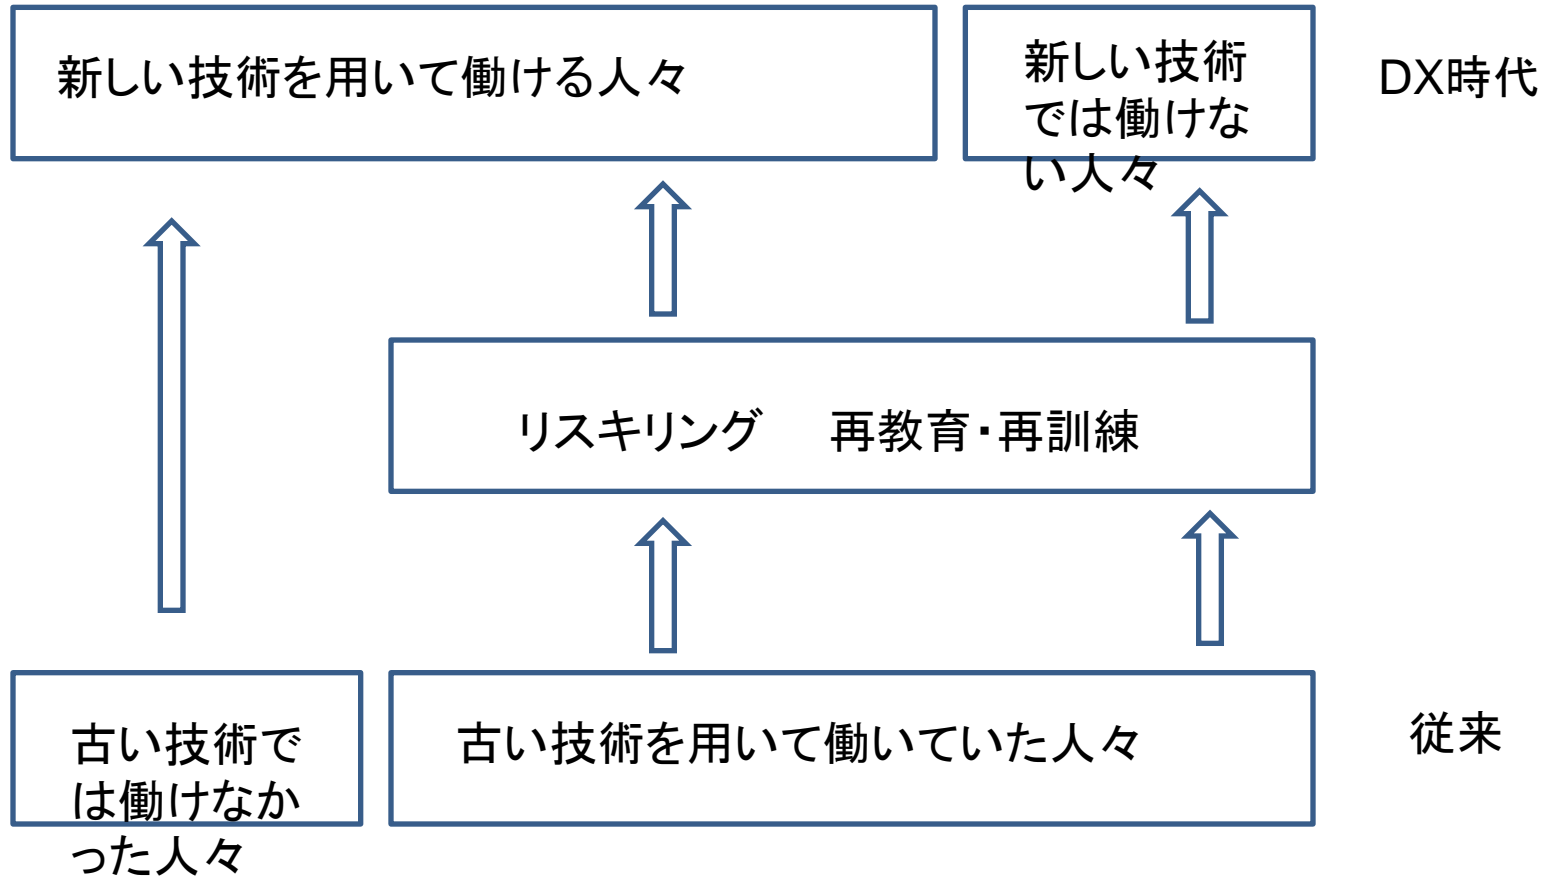 新しい技術を用いて働ける人々
新しい技術
では働けな
い人々
DX時代
リスキリング　再教育・再訓練
古い技術で
は働けなか
った人々
古い技術を用いて働いていた人々
従来